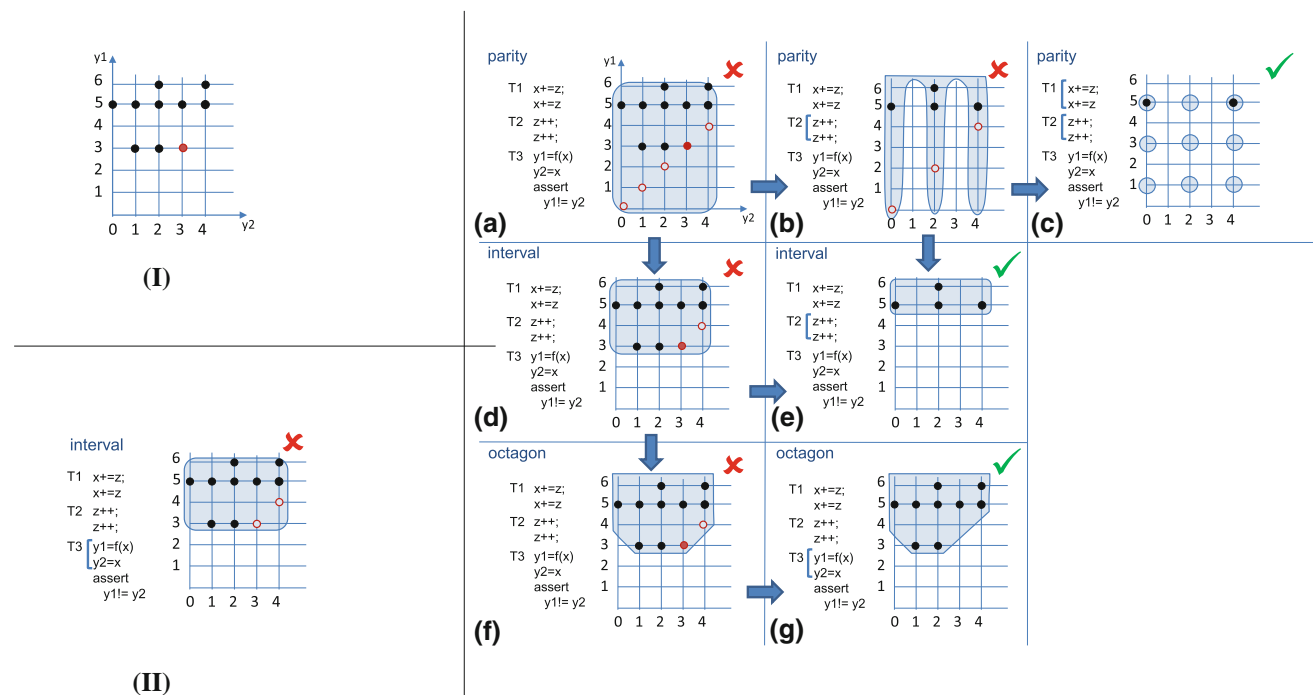 y1
6
5
4
3
2
1
0 1 2 3 4 y2
(I)
interval
T1 x+=z;
x+=z
T2 z++;
z++;
T3 y1=f(x)
y2=x
assert
y1!= y2
6
5
4
3
2
1
0 1 2 3 4
(II)
parity
T1 x+=z;
x+=z
T2 z++;
z++;
T3 y1=f(x)
y2=x
assert
y1!= y2
y1
6
5
4
3
2
1
0 1 2 3 4 y2
(a)
parity
T1 x+=z;
x+=z
T2 z++;
z++;
T3 y1=f(x)
y2=x
assert
y1!= y2
6
5
4
3
2
1
0 1 2 3 4
(b)
parity
T1 x+=z;
x+=z
T2 z++;
z++;
T3 y1=f(x)
y2=x
assert
y1!= y2
6
5
4
3
2
1
0 1 2 3 4
(c)
interval
T1 x+=z;
x+=z
T2 z++;
z++;
T3 y1=f(x)
y2=x
assert
y1!= y2
6
5
4
3
2
1
0 1 2 3 4
(d)
interval
T1 x+=z;
x+=z
T2 z++;
z++;
T3 y1=f(x)
y2=x
assert
y1!= y2
6
5
4
3
2
1
0 1 2 3 4
(e)
octagon
T1 x+=z;
x+=z
T2 z++;
z++;
T3 y1=f(x)
y2=x
assert
y1!= y2
6
5
4
3
2
1
0 1 2 3 4
(f)
octagon
T1 x+=z;
x+=z
T2 z++;
z++;
T3 y1=f(x)
y2=x
assert
y1!= y2
6
5
4
3
2
1
0 1 2 3 4
(g)